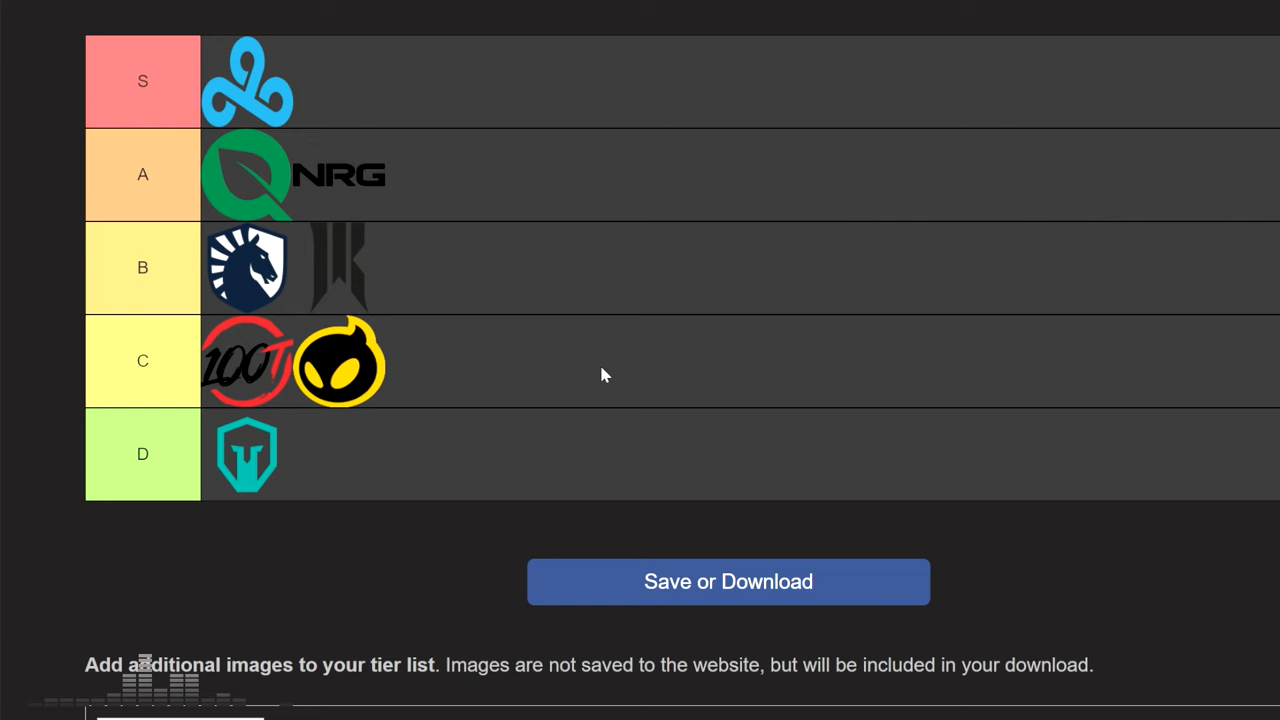 S
A
NRG
B
C
100T
D
Save or Download
Add additional images to your tier list. Images are not saved to the website, but will be included in your download.